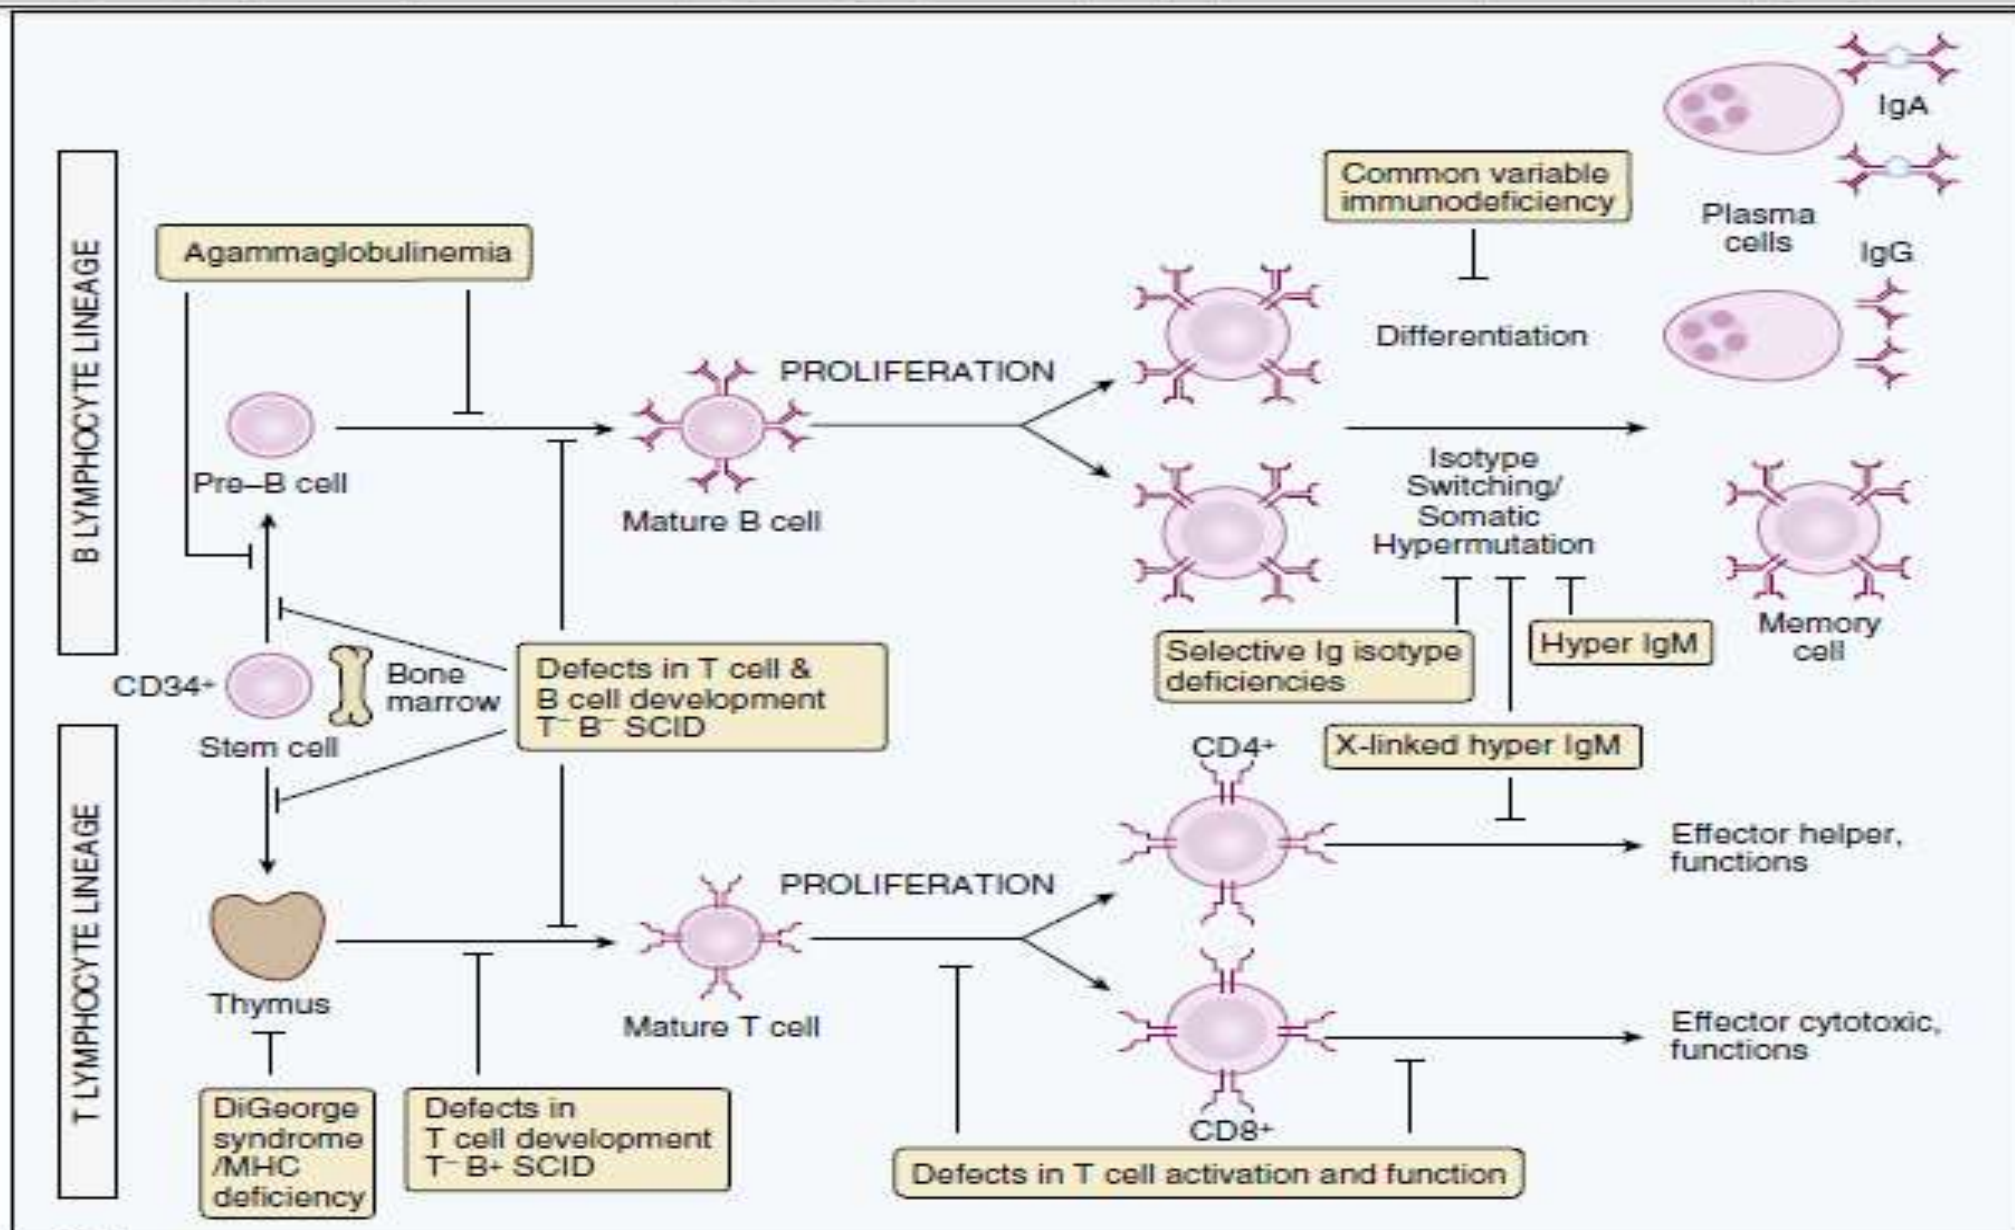 B LYMPHOCYTE LINEAGE
Agammaglobulinemia
Pre–B cell
CD34+
Bone
marrow
Stem cell
Mature B cell
PROLIFERATION
Common variable
immunodeficiency
Differentiation
Isotype
Switching/
Somatic
Hypermutation
IgA
Plasma
cells
IgG
Memory
cell
Defects in T cell &
B cell development
T⁻ B⁻ SCID
Selective Ig isotype
deficiencies
Hyper IgM
X-linked hyper IgM
T LYMPHOCYTE LINEAGE
Thymus
Mature T cell
PROLIFERATION
CD4+
Effector helper,
functions
CD8+
Effector cytotoxic,
functions
DiGeorge
syndrome
/MHC
deficiency
Defects in
T cell development
T⁻ B+ SCID
Defects in T cell activation and function